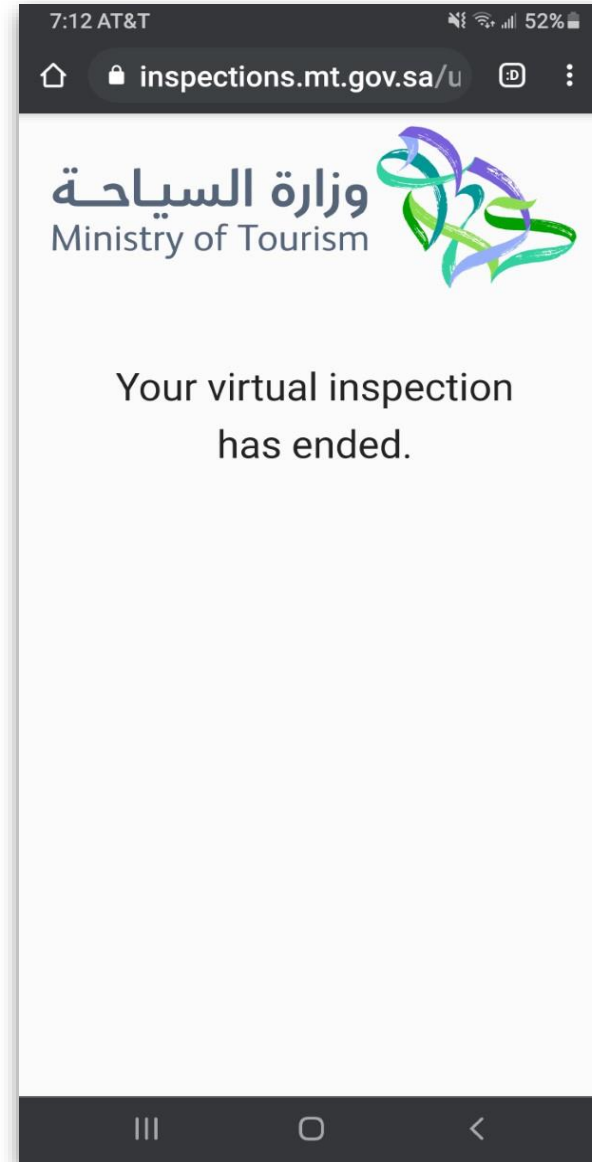 7:12 AT&T 52%
inspections.mt.gov.sa/u :D
وزارة السياحة
Ministry of Tourism
Your virtual inspection
has ended.